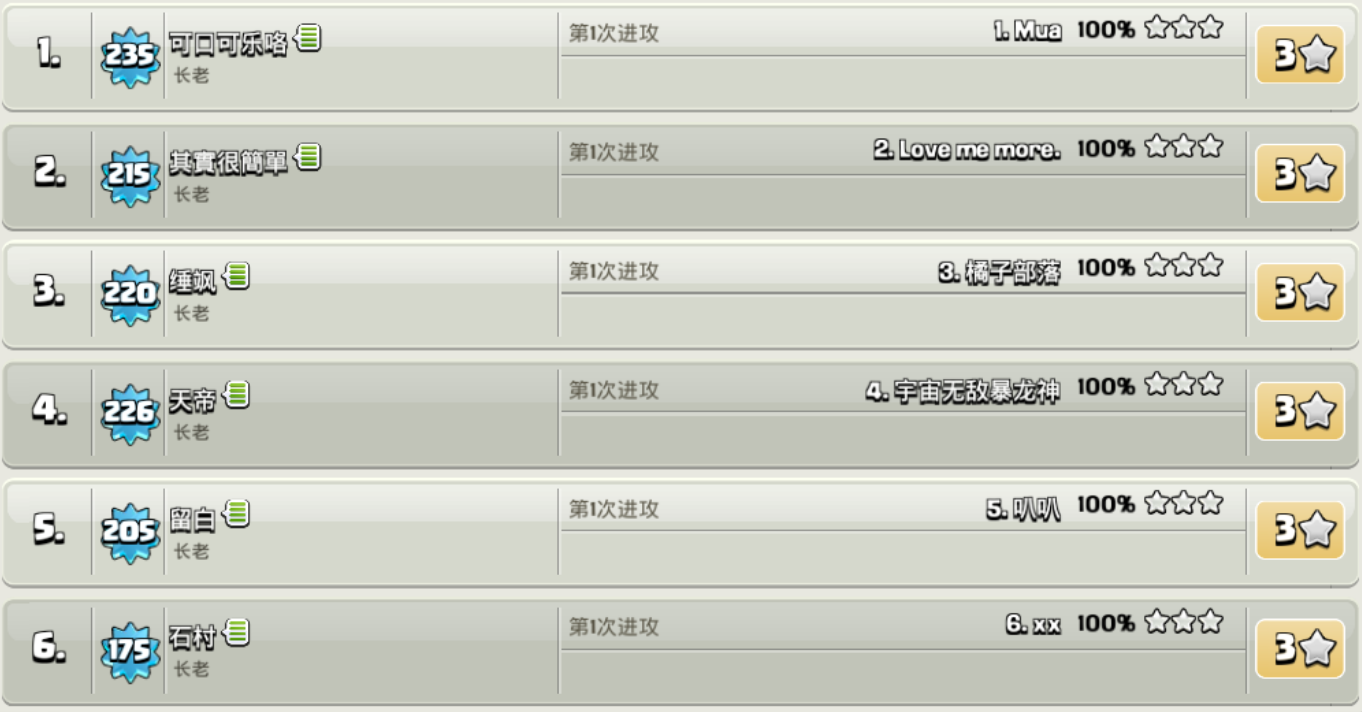 1. 235 可口可乐咯 第1次进攻 1. Mua 100% 3
长老
2. 215 其實很簡單 第1次进攻 2. Love me more. 100% 3
长老
3. 220 缍飒 第1次进攻 3. 橘子部落 100% 3
长老
4. 226 天帝 第1次进攻 4. 宇宙无敌暴龙神 100% 3
长老
5. 205 留白 第1次进攻 5. 叭叭 100% 3
长老
6. 175 石村 第1次进攻 6. xx 100% 3
长老